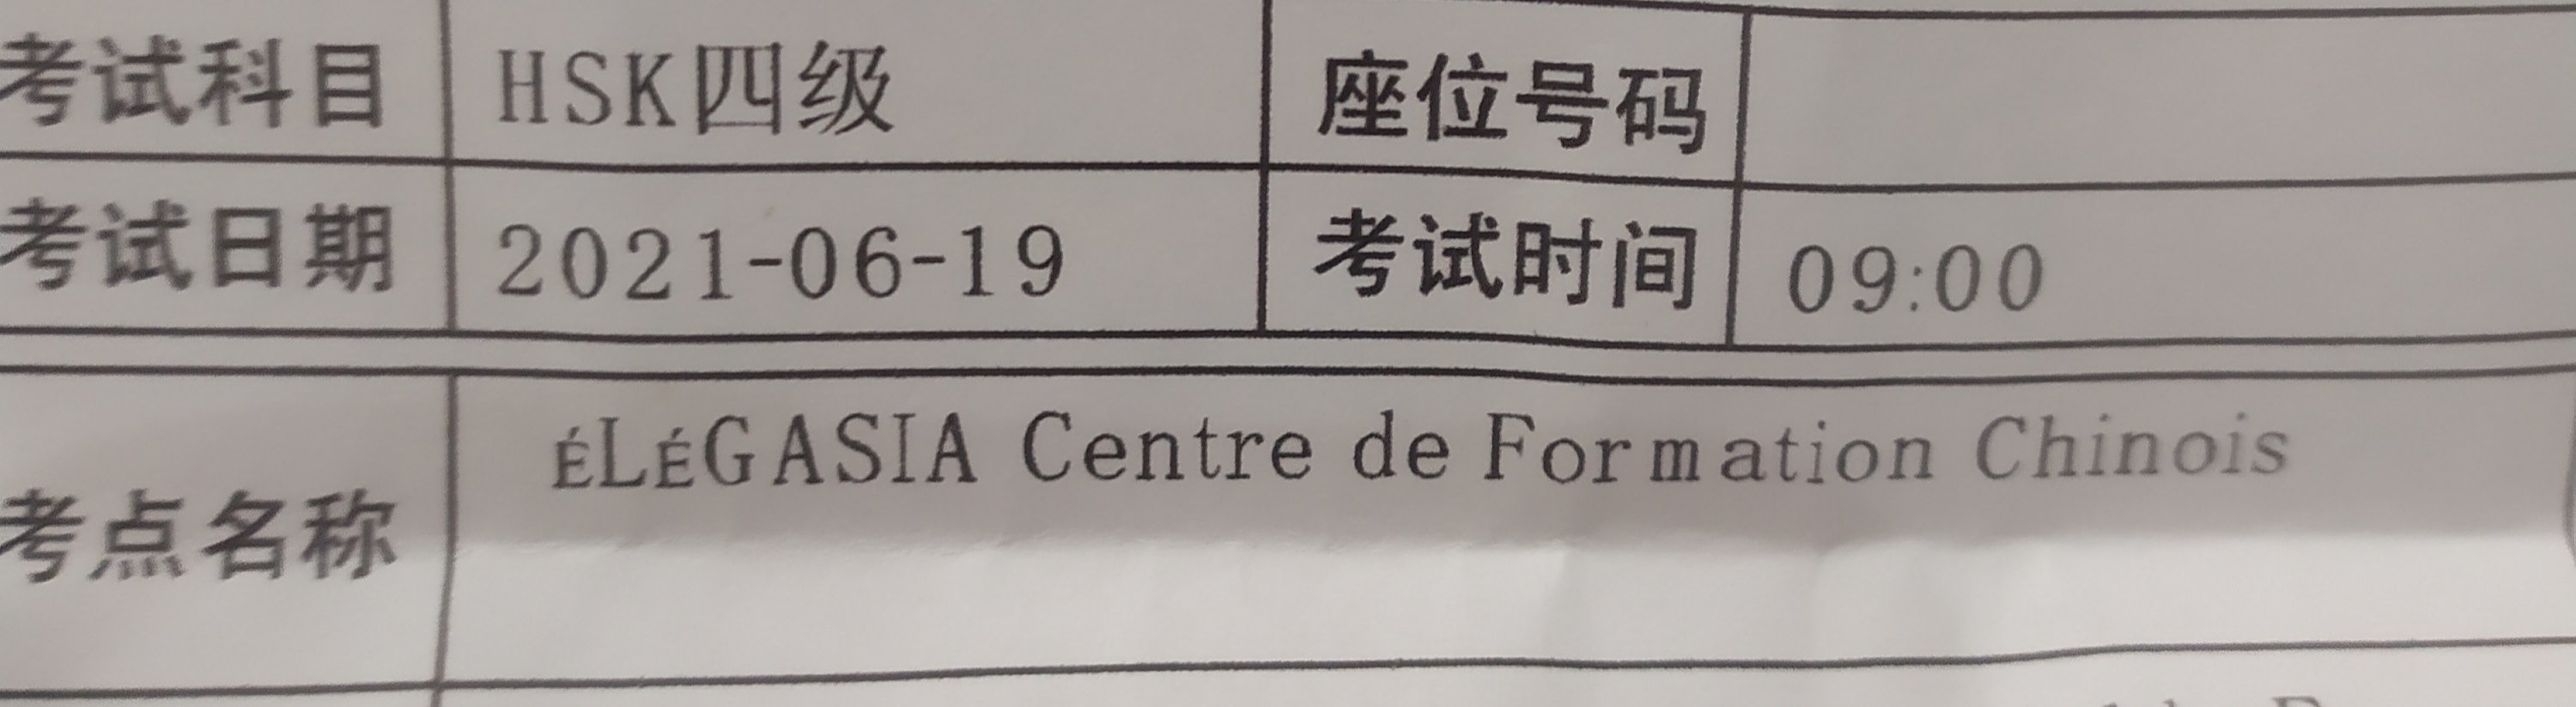 考试科目 HSK四级 座位号码
考试日期 2021-06-19 考试时间 09:00
ÉLÉGASIA Centre de Formation Chinois
考点名称